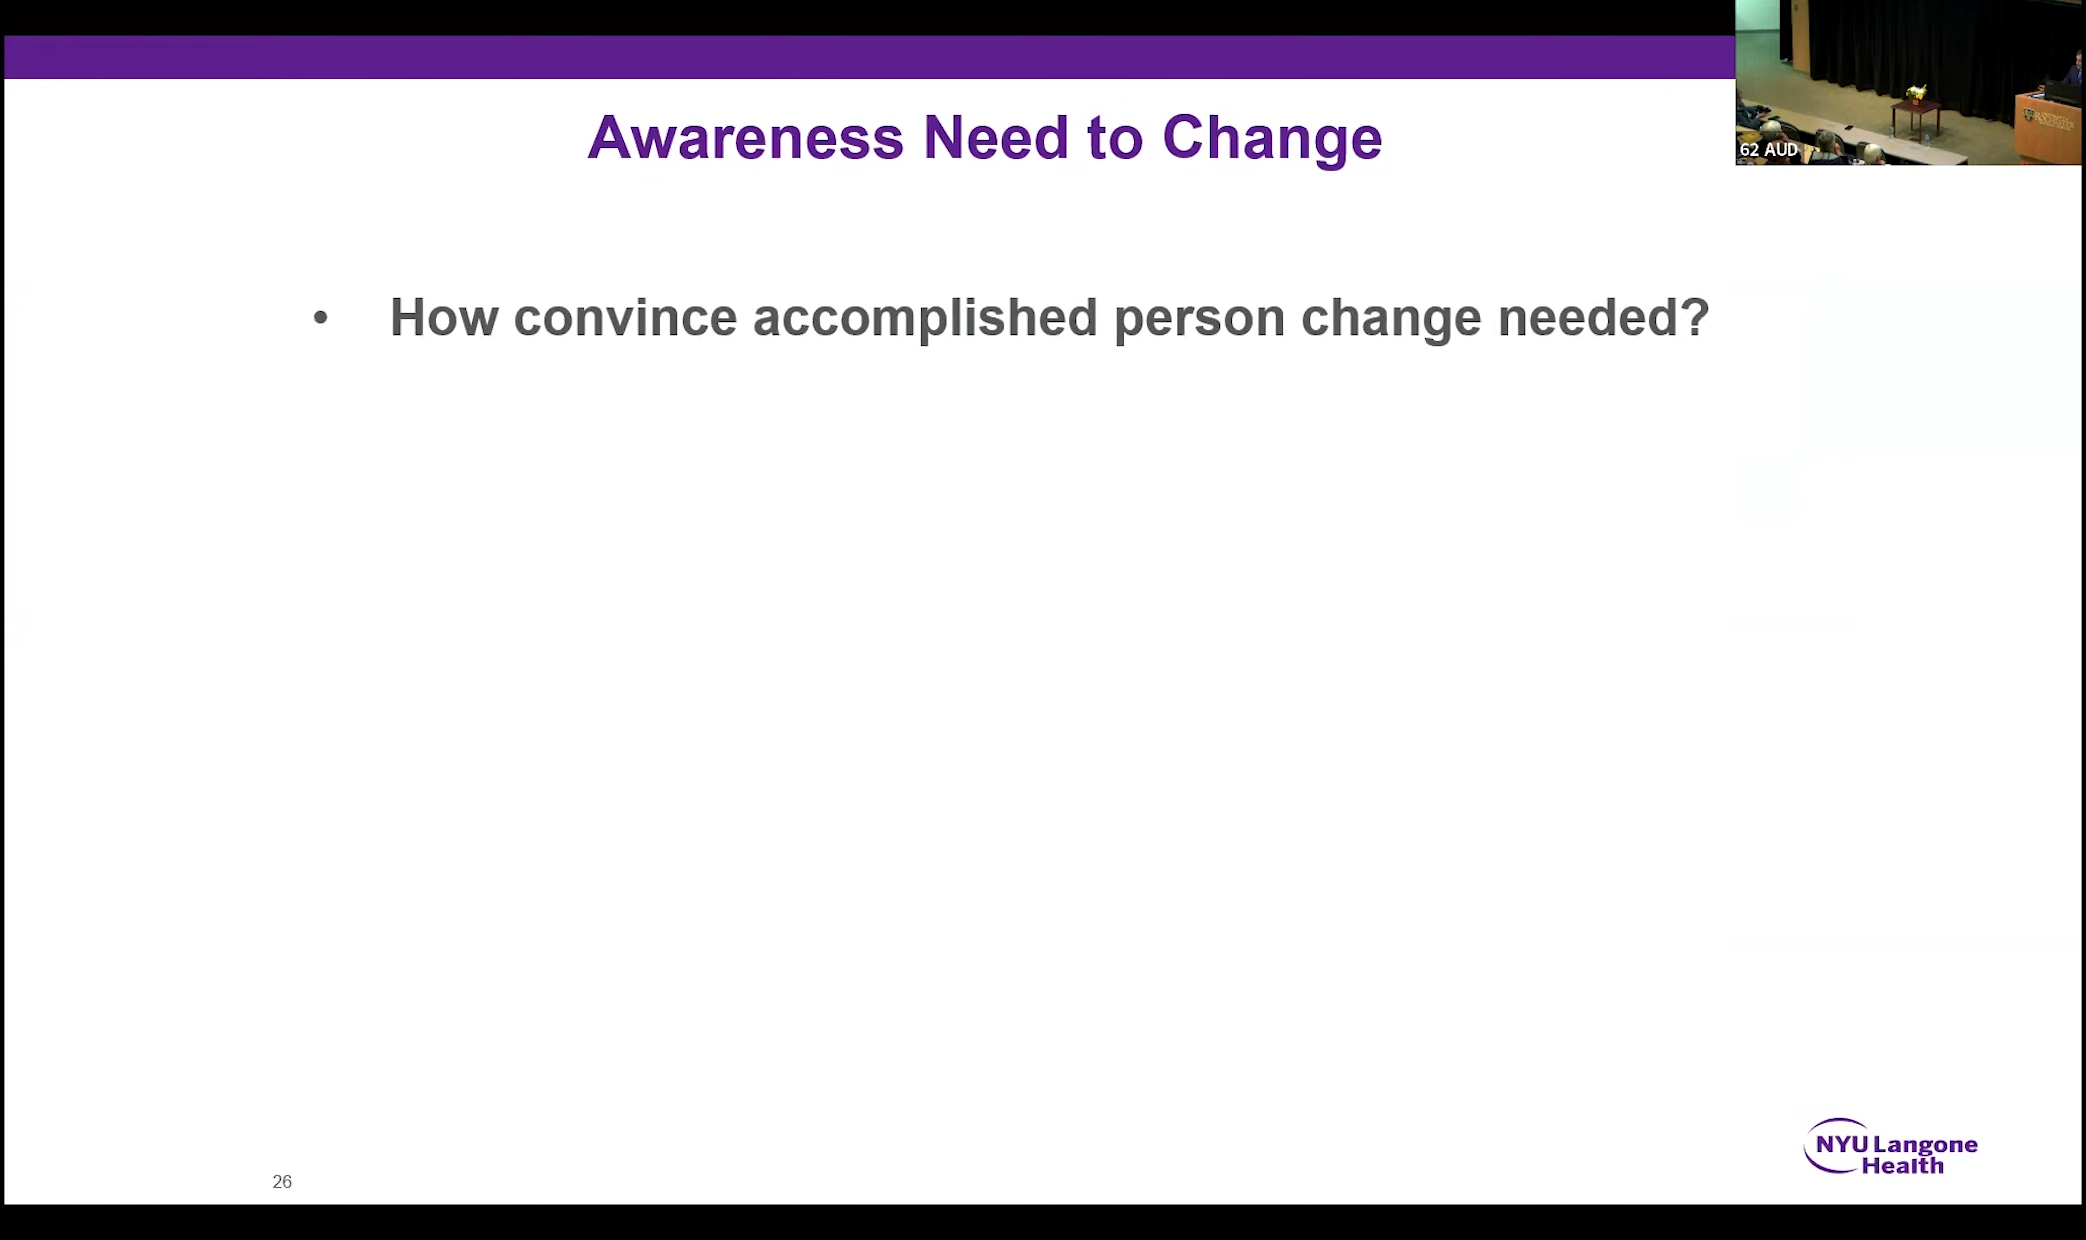 Awareness Need to Change
62 AUD
• How convince accomplished person change needed?
NYU Langone
Health
26